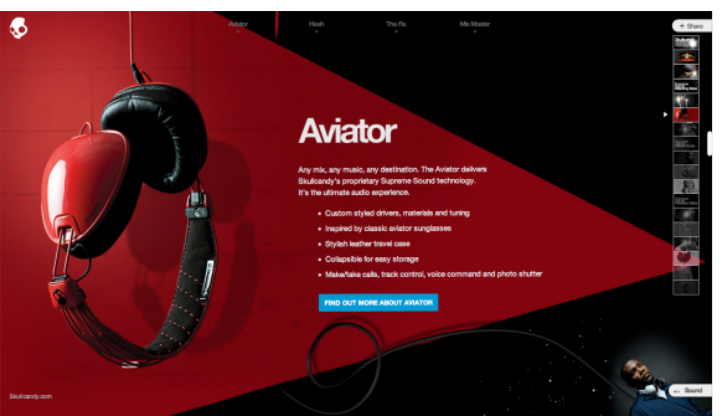 Aviator
Hesh
The Fix
Mix Master
+ Share
Aviator
Any mix, any music, any destination. The Aviator delivers
Skullcandy's proprietary Supreme Sound technology.
It's the ultimate audio experience.
• Custom styled drivers, materials and tuning
• Inspired by classic aviator sunglasses
• Stylish leather travel case
• Collapsible for easy storage
• Make/take calls, track control, voice command and photo shutter
FIND OUT MORE ABOUT AVIATOR
Skullcandy.com
Sound